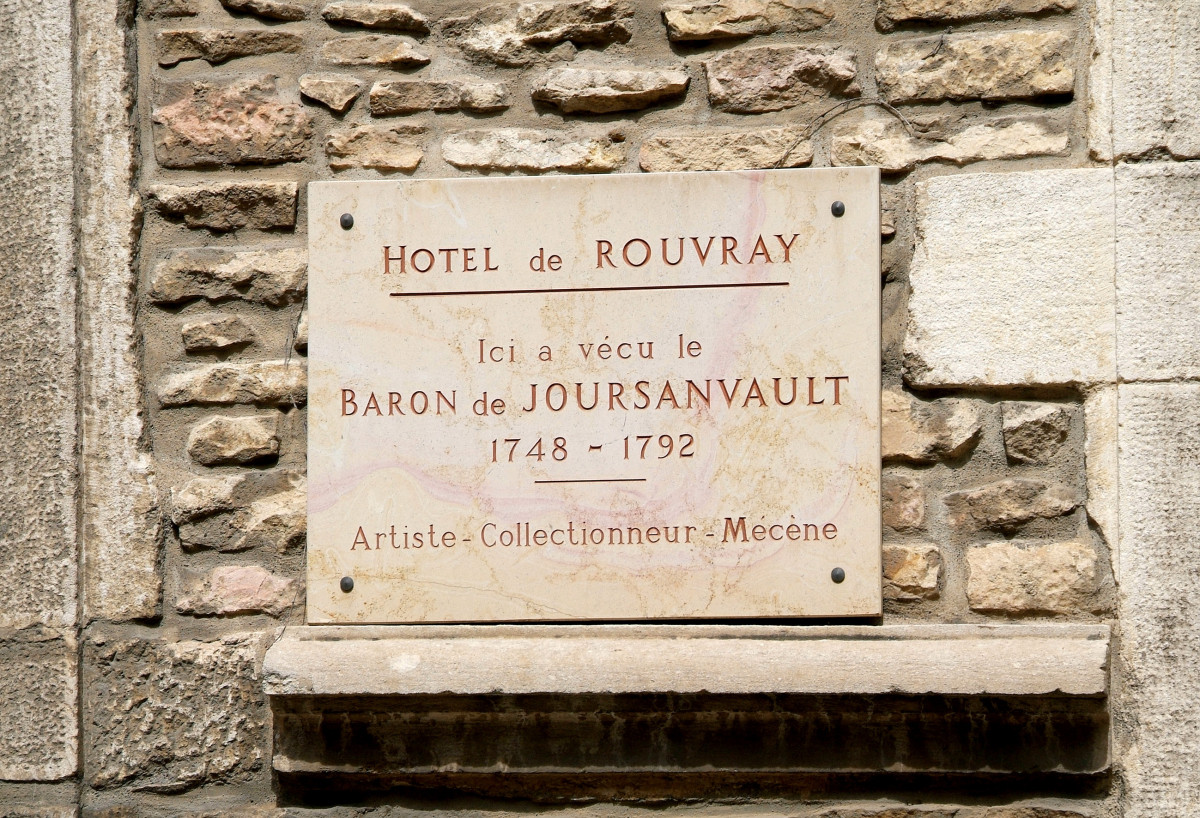 HOTEL de ROUVRAY
Ici a vécu le
BARON de JOURSANVAULT
1748 - 1792
Artiste - Collectionneur - Mécène